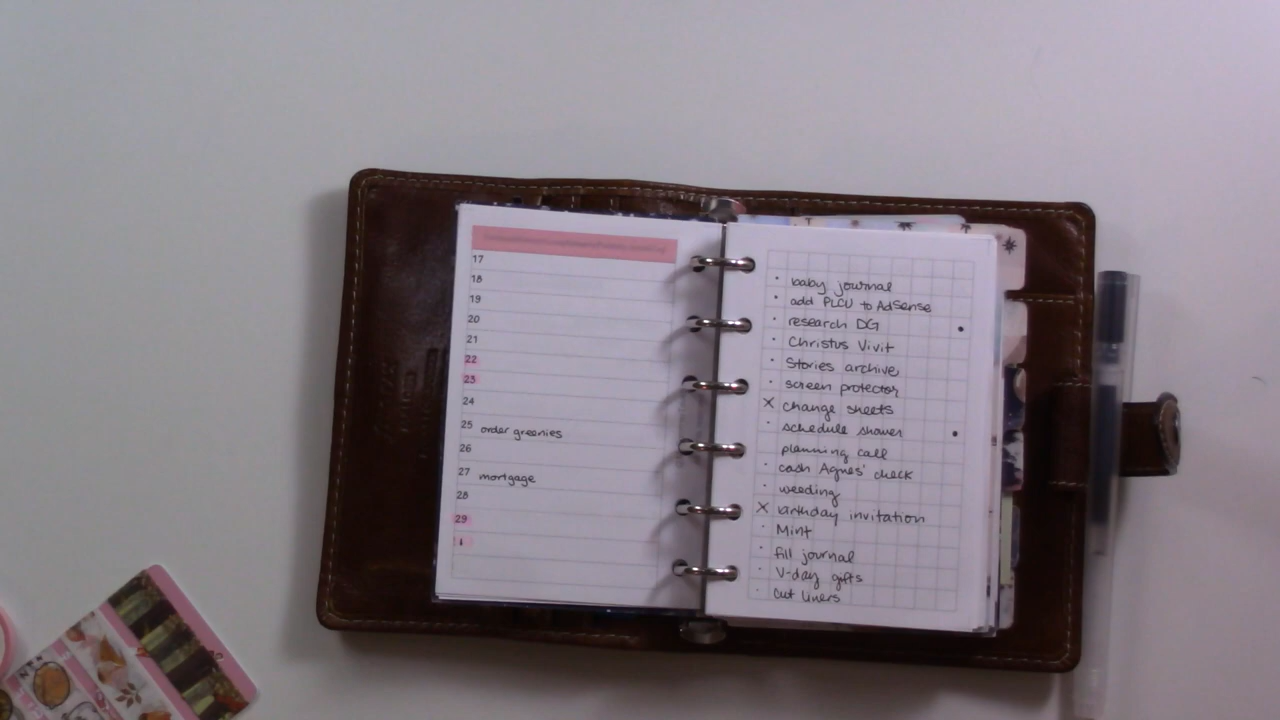 17
18
19
20
21
22
23
24
25 order greenies
26
27 mortgage
28
29
1
· baby journal
· add PLCU to AdSense
· research DG •
· Christus Vivit
· Stories archive
· screen protector
X change sheets
· schedule shower •
planning call
· cash Agnes' check
· weeding
X birthday invitation
· Mint
· fill journal
· V-day gifts
· cut liners